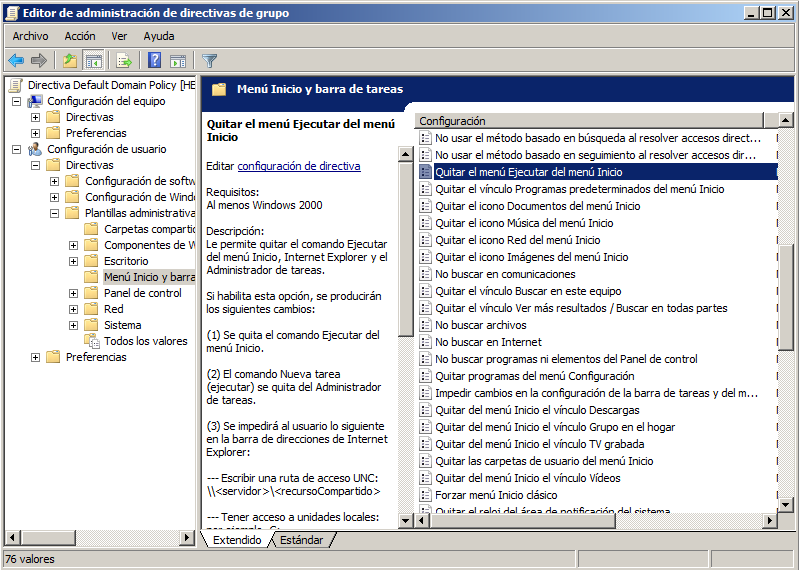 Editor de administración de directivas de grupo
Archivo Acción Ver Ayuda
Directiva Default Domain Policy [HE
Configuración del equipo
Directivas
Preferencias
Configuración de usuario
Directivas
Configuración de softw
Configuración de Windo
Plantillas administrativa
Carpetas compartid
Componentes de W
Escritorio
Menú Inicio y barra
Panel de control
Red
Sistema
Todos los valores
Preferencias
Menú Inicio y barra de tareas
Quitar el menú Ejecutar del menú
Inicio
Editar configuración de directiva
Requisitos:
Al menos Windows 2000
Descripción:
Le permite quitar el comando Ejecutar
del menú Inicio, Internet Explorer y el
Administrador de tareas.
Si habilita esta opción, se producirán
los siguientes cambios:
(1) Se quita el comando Ejecutar del
menú Inicio.
(2) El comando Nueva tarea
(ejecutar) se quita del Administrador
de tareas.
(3) Se impedirá al usuario lo siguiente
en la barra de direcciones de Internet
Explorer:
--- Escribir una ruta de acceso UNC:
\\<servidor>\<recursoCompartido>
--- Tener acceso a unidades locales:
por ejemplo, C:
Configuración
No usar el método basado en búsqueda al resolver accesos direct...
No usar el método basado en seguimiento al resolver accesos dir...
Quitar el menú Ejecutar del menú Inicio
Quitar el vínculo Programas predeterminados del menú Inicio
Quitar el icono Documentos del menú Inicio
Quitar el icono Música del menú Inicio
Quitar el icono Red del menú Inicio
Quitar el icono Imágenes del menú Inicio
No buscar en comunicaciones
Quitar el vínculo Buscar en este equipo
Quitar el vínculo Ver más resultados / Buscar en todas partes
No buscar archivos
No buscar en Internet
No buscar programas ni elementos del Panel de control
Quitar programas del menú Configuración
Impedir cambios en la configuración de la barra de tareas y del m...
Quitar del menú Inicio el vínculo Descargas
Quitar del menú Inicio el vínculo Grupo en el hogar
Quitar del menú Inicio el vínculo TV grabada
Quitar las carpetas de usuario del menú Inicio
Quitar del menú Inicio el vínculo Vídeos
Forzar menú Inicio clásico
Quitar el reloj del área de notificación del sistema
Extendido Estándar
76 valores